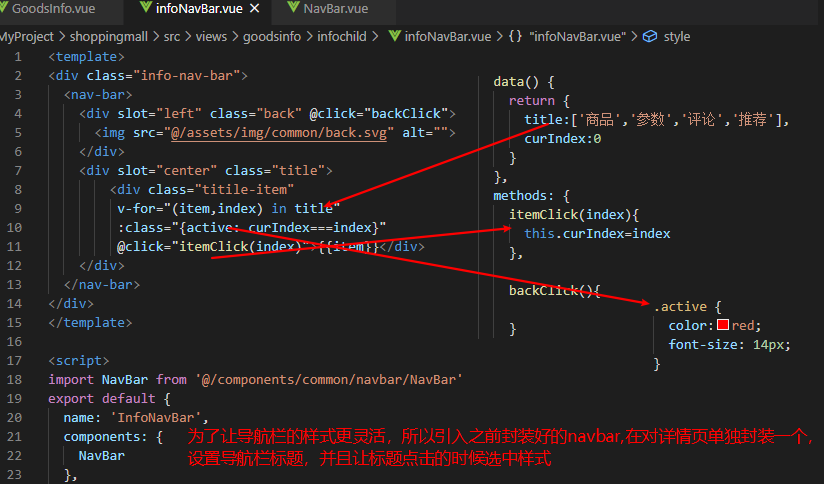 GoodsInfo.vue infoNavBar.vue NavBar.vue
MyProject > shoppingmall > src > views > goodsinfo > infochild > infoNavBar.vue > {} "infoNavBar.vue" > style
1 <template>
2 <div class="info-nav-bar">
3 <nav-bar>
4 <div slot="left" class="back" @click="backClick">
5 <img src="@/assets/img/common/back.svg" alt="">
6 </div>
7 <div slot="center" class="title">
8 <div class="titile-item"
9 v-for="(item,index) in title"
10 :class="{active: curIndex===index}"
11 @click="itemClick(index)">{{item}}</div>
12 </div>
13 </nav-bar>
14 </div>
15 </template>
16
17 <script>
18 import NavBar from '@/components/common/navbar/NavBar'
19 export default {
20 name: 'InfoNavBar',
21 components: {
22 NavBar
23 },
data() {
return {
title:['商品','参数','评论','推荐'],
curIndex:0
}
},
methods: {
itemClick(index){
this.curIndex=index
},
backClick(){
}
.active {
color:red;
font-size: 14px;
}
为了让导航栏的样式更灵活，所以引入之前封装好的navbar,在对详情页单独封装一个,
设置导航栏标题，并且让标题点击的时候选中样式